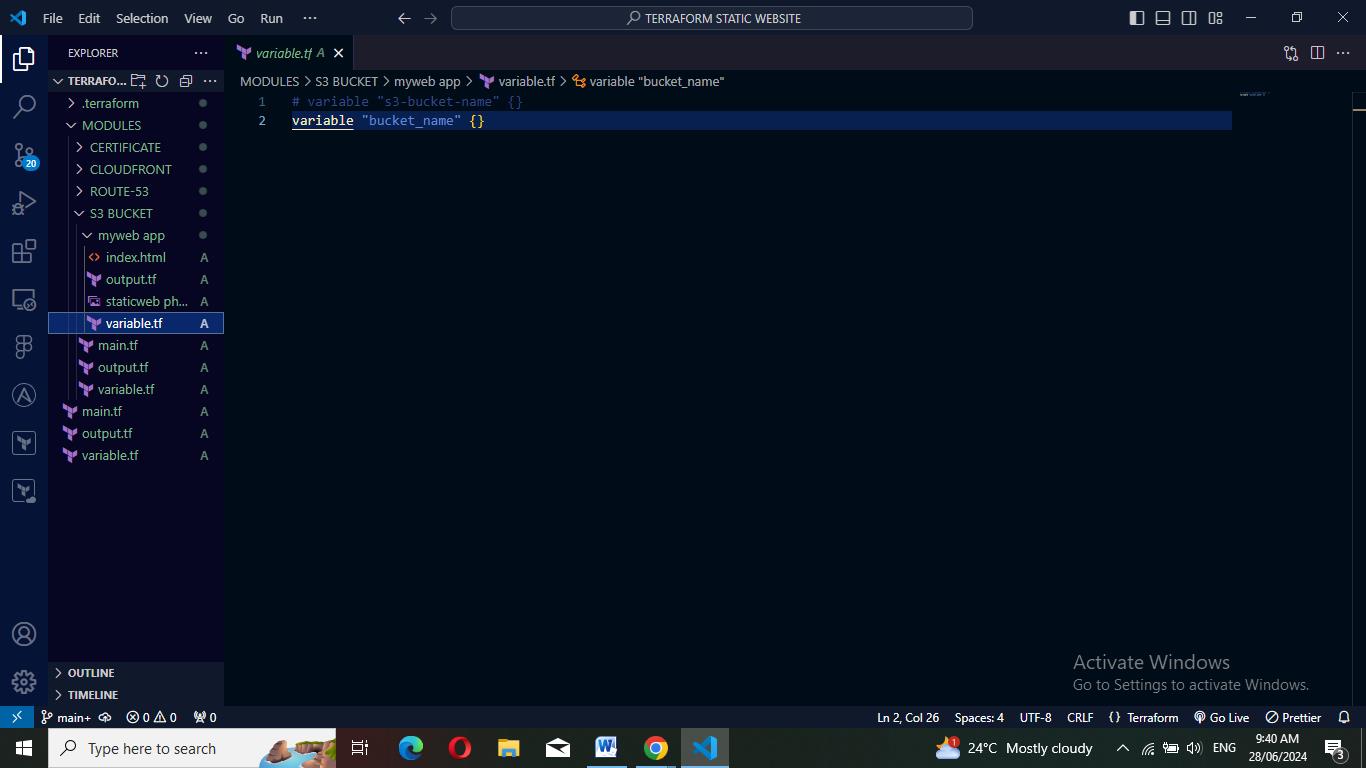 File Edit Selection View Go Run ··· TERRAFORM STATIC WEBSITE
EXPLORER ···
variable.tf A
TERRAFO... ···
MODULES > S3 BUCKET > myweb app > variable.tf > variable "bucket_name"
.terraform
MODULES
CERTIFICATE
CLOUDFRONT
ROUTE-53
S3 BUCKET
myweb app
index.html A
output.tf A
staticweb ph... A
variable.tf A
main.tf A
output.tf A
variable.tf A
main.tf A
output.tf A
variable.tf A
20
1 # variable "s3-bucket-name" {}
2 variable "bucket_name" {}
OUTLINE
TIMELINE
Activate Windows
Go to Settings to activate Windows.
main+ 0 0 0 Ln 2, Col 26 Spaces: 4 UTF-8 CRLF {} Terraform Go Live Prettier
Type here to search
1 24°C Mostly cloudy ENG
9:40 AM
28/06/2024
3